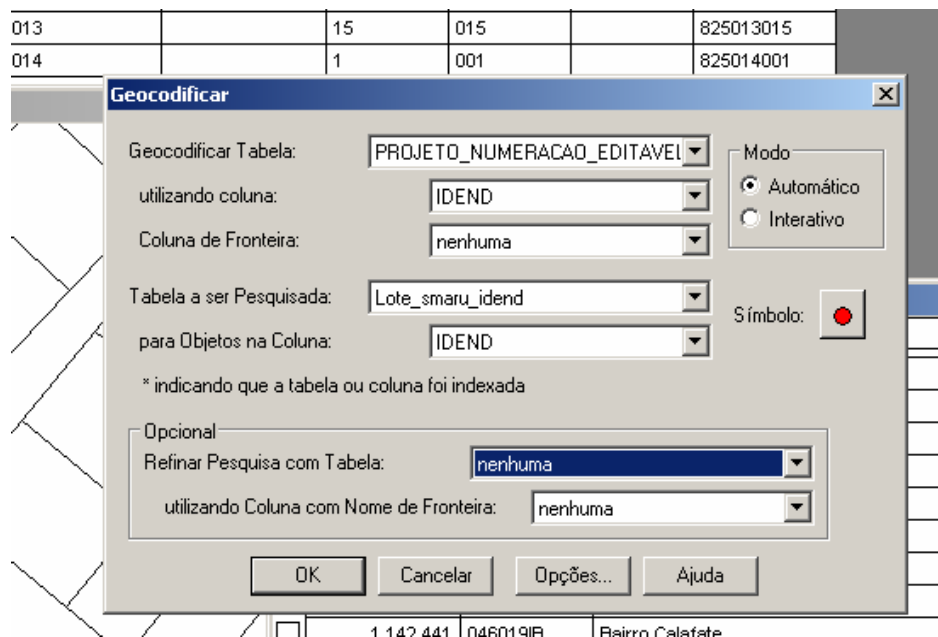 013 15 015 825013015
014 1 001 825014001
Geocodificar
Geocodificar Tabela: PROJETO_NUMERACAO_EDITAVEL
utilizando coluna: IDEND
Coluna de Fronteira: nenhuma
Modo
Automático
Interativo
Tabela a ser Pesquisada: Lote_smaru_idend
para Objetos na Coluna: IDEND
Símbolo:
* indicando que a tabela ou coluna foi indexada
Opcional
Refinar Pesquisa com Tabela: nenhuma
utilizando Coluna com Nome de Fronteira: nenhuma
OK Cancelar Opções... Ajuda
1.142.441 046019IB Bairro Calafate